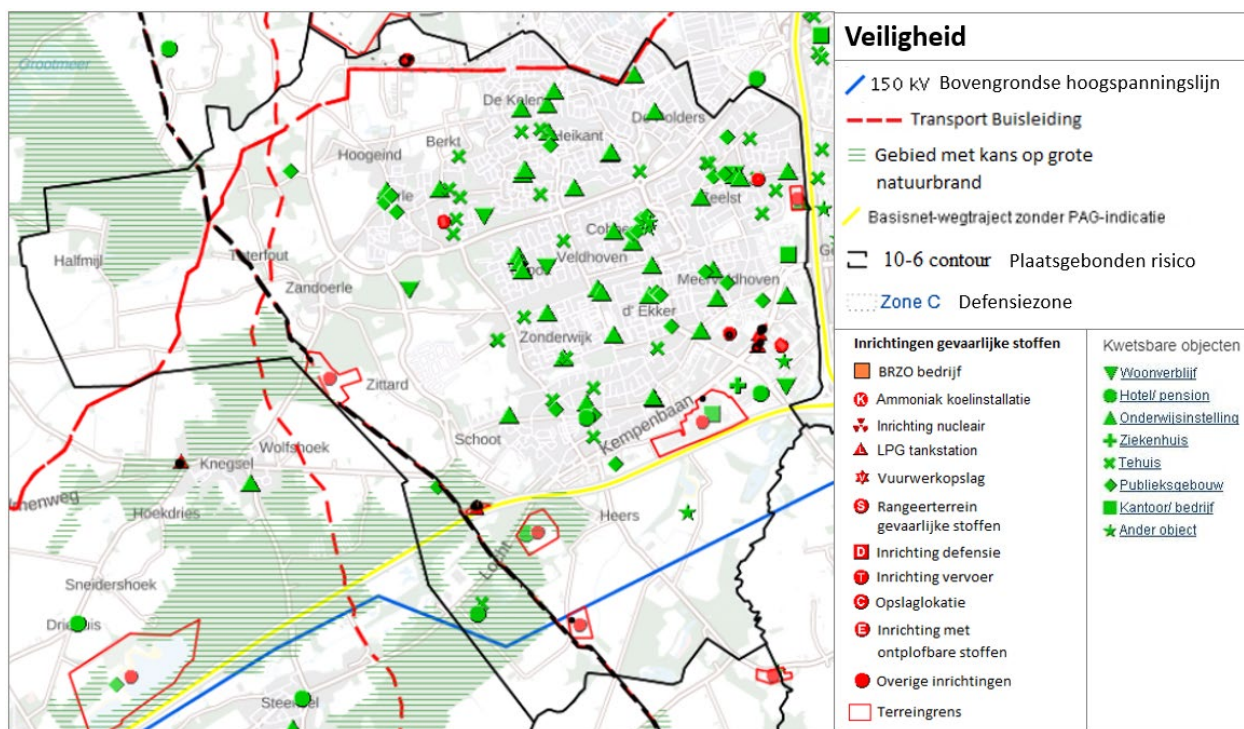 Grootmeer
De Kelen
Heikant
De Polders
Berkt
Hoogeind
Zeelst
Halfmijl
Toterfout
Veldhoven
Meerveldhoven
Zandoerle
d' Ekker
Zonderwijk
Zittard
Kempenbaan
Schoot
Wolfshoek
Knegsel
Hoekdries
Heers
Locht
Sneidershoek
Steensel
Veiligheid
150 kV Bovengrondse hoogspanningslijn
Transport Buisleiding
Gebied met kans op grote
natuurbrand
Basisnet-wegtraject zonder PAG-indicatie
10-6 contour Plaatsgebonden risico
Zone C Defensiezone
Inrichtingen gevaarlijke stoffen
BRZO bedrijf
K Ammoniak koelinstallatie
Inrichting nucleair
L LPG tankstation
V Vuurwerkopslag
S Rangeerterrein
gevaarlijke stoffen
D Inrichting defensie
T Inrichting vervoer
C Opslaglokatie
E Inrichting met
ontplofbare stoffen
Overige inrichtingen
Terreingrens
Kwetsbare objecten
Woonverblijf
Hotel/ pension
Onderwijsinstelling
Ziekenhuis
Tehuis
Publieksgebouw
Kantoor/ bedrijf
Ander object